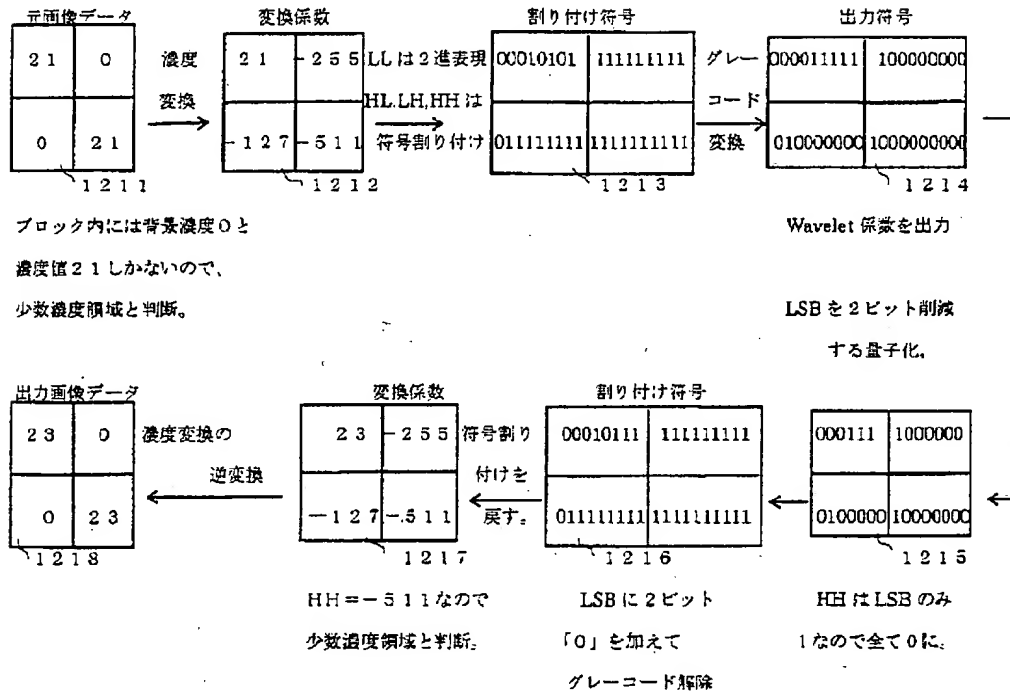 元画像データ
変換係数
割り付け符号
出力符号
21 0
0 21
1211
濃度
変換
21 -255
-127 -511
1212
LLは2進表現
HL.LH,HHは
符号割り付け
00010101 111111111
011111111 1111111111
1213
グレー
コード
変換
000011111 100000000
010000000 1000000000
1214
ブロック内には背景濃度0と
濃度値21しかないので、
少数濃度領域と判断。
Wavelet 係数を出力
LSBを2ビット削減
する量子化。
出力画像データ
変換係数
割り付け符号
23 0
0 23
1218
濃度変換の
逆変換
23 -255
-127 -.511
1217
符号割り
付けを
戻す。
00010111 111111111
011111111 1111111111
1216
000111 1000000
0100000 10000000
1215
HH=-511なので
少数濃度領域と判断。
LSBに2ビット
「0」を加えて
グレーコード解除
HHはLSBのみ
1なので全て0に。